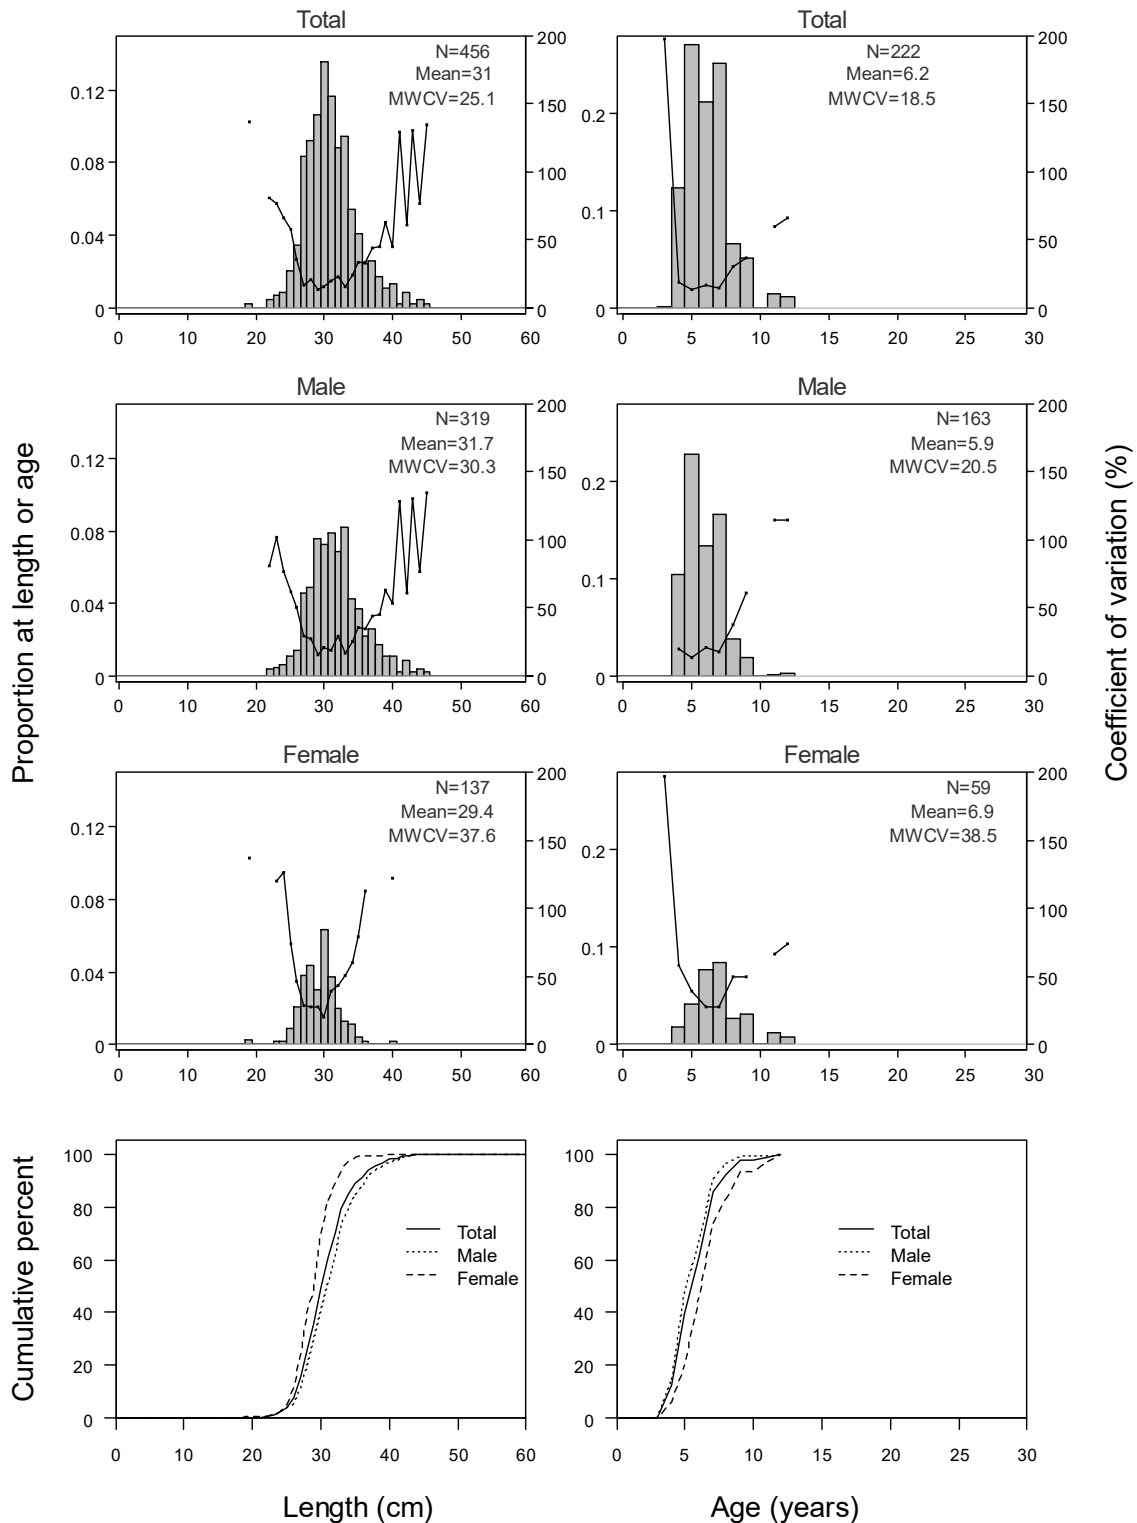 Total
N=456
Mean=31
MWCV=25.1
0.12
0.08
0.04
0
200
150
100
50
0
0 10 20 30 40 50 60
Total
N=222
Mean=6.2
MWCV=18.5
0.2
0.1
0
200
150
100
50
0
0 5 10 15 20 25 30
Male
N=319
Mean=31.7
MWCV=30.3
0.12
0.08
0.04
0
200
150
100
50
0
0 10 20 30 40 50 60
Male
N=163
Mean=5.9
MWCV=20.5
0.2
0.1
0
200
150
100
50
0
0 5 10 15 20 25 30
Proportion at length or age
Coefficient of variation (%)
Female
N=137
Mean=29.4
MWCV=37.6
0.12
0.08
0.04
0
200
150
100
50
0
0 10 20 30 40 50 60
Female
N=59
Mean=6.9
MWCV=38.5
0.2
0.1
0
200
150
100
50
0
0 5 10 15 20 25 30
Cumulative percent
100
80
60
40
20
0
Total
Male
Female
0 10 20 30 40 50 60
Length (cm)
100
80
60
40
20
0
Total
Male
Female
0 5 10 15 20 25 30
Age (years)